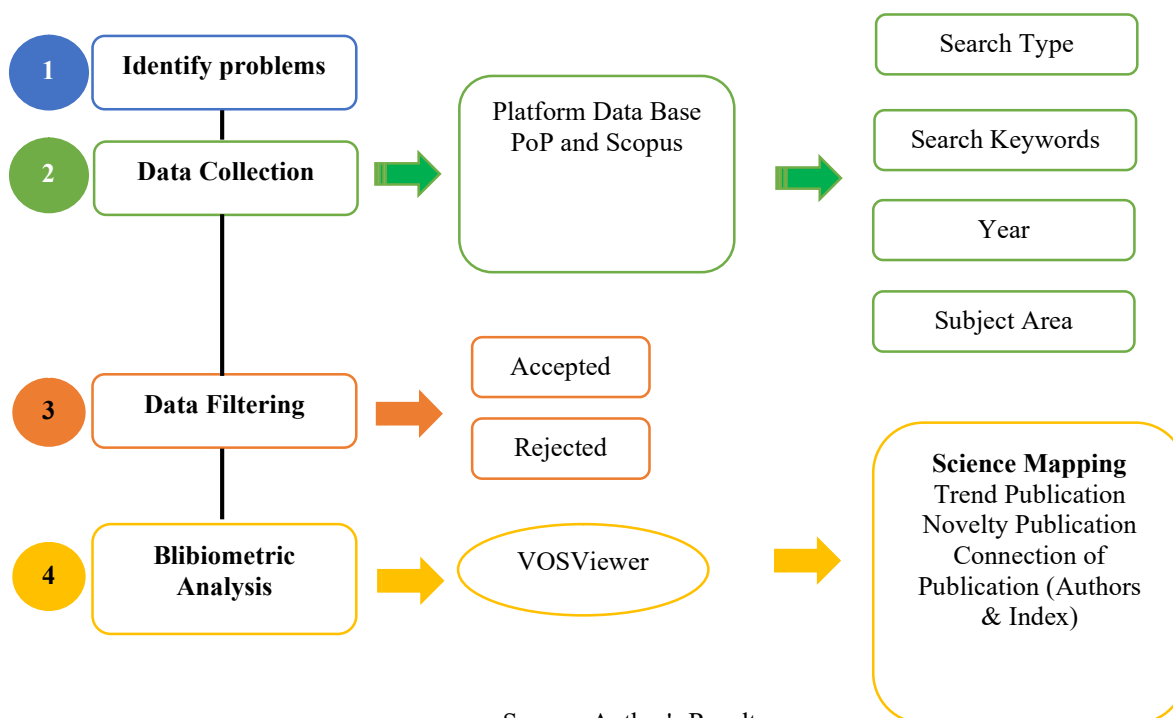 1
Identify problems
2
Data Collection
Platform Data Base
PoP and Scopus
Search Type
Search Keywords
Year
Subject Area
3
Data Filtering
Accepted
Rejected
4
Blibiometric
Analysis
VOSViewer
Science Mapping
Trend Publication
Novelty Publication
Connection of
Publication (Authors
& Index)